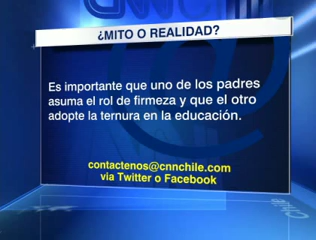 ¿MITO O REALIDAD?
Es importante que uno de los padres
asuma el rol de firmeza y que el otro
adopte la ternura en la educación.
contactenos@cnnchile.com
via Twitter o Facebook